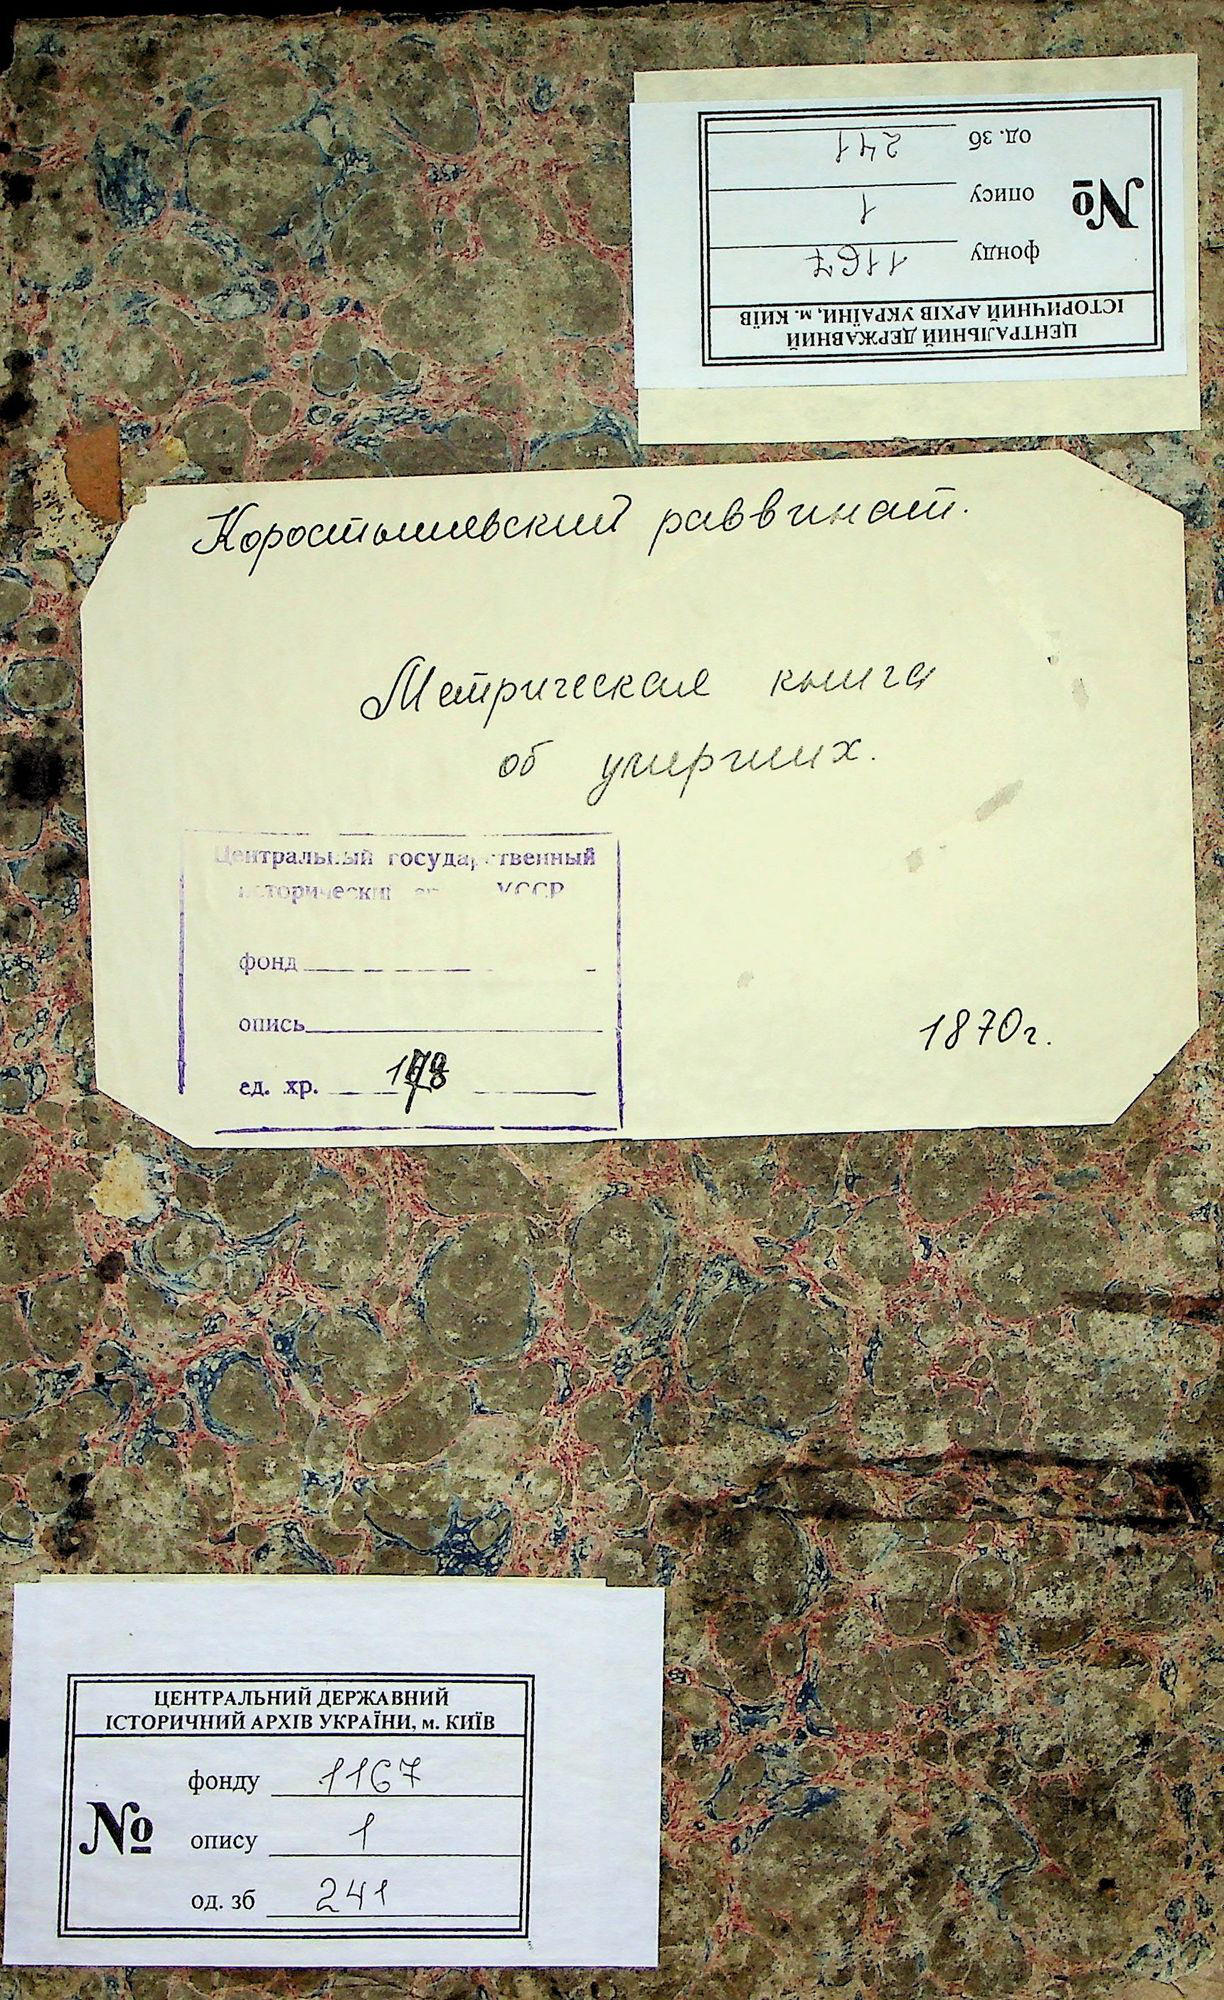 ЦЕНТРАЛЬНИЙ ДЕРЖАВНИЙ
ІСТОРИЧНИЙ АРХІВ УКРАЇНИ, м. КИЇВ
№
фонду 1167
опису 1
од. зб 241
Коростышевский раввинат.
Метрическая книга
об умерших.
Центральный государственный
исторический УССР
фонд
опись
ед. хр.
1870г.
ЦЕНТРАЛЬНИЙ ДЕРЖАВНИЙ
ІСТОРИЧНИЙ АРХІВ УКРАЇНИ, м. КИЇВ
№
фонду 1167
опису 1
од. зб 241